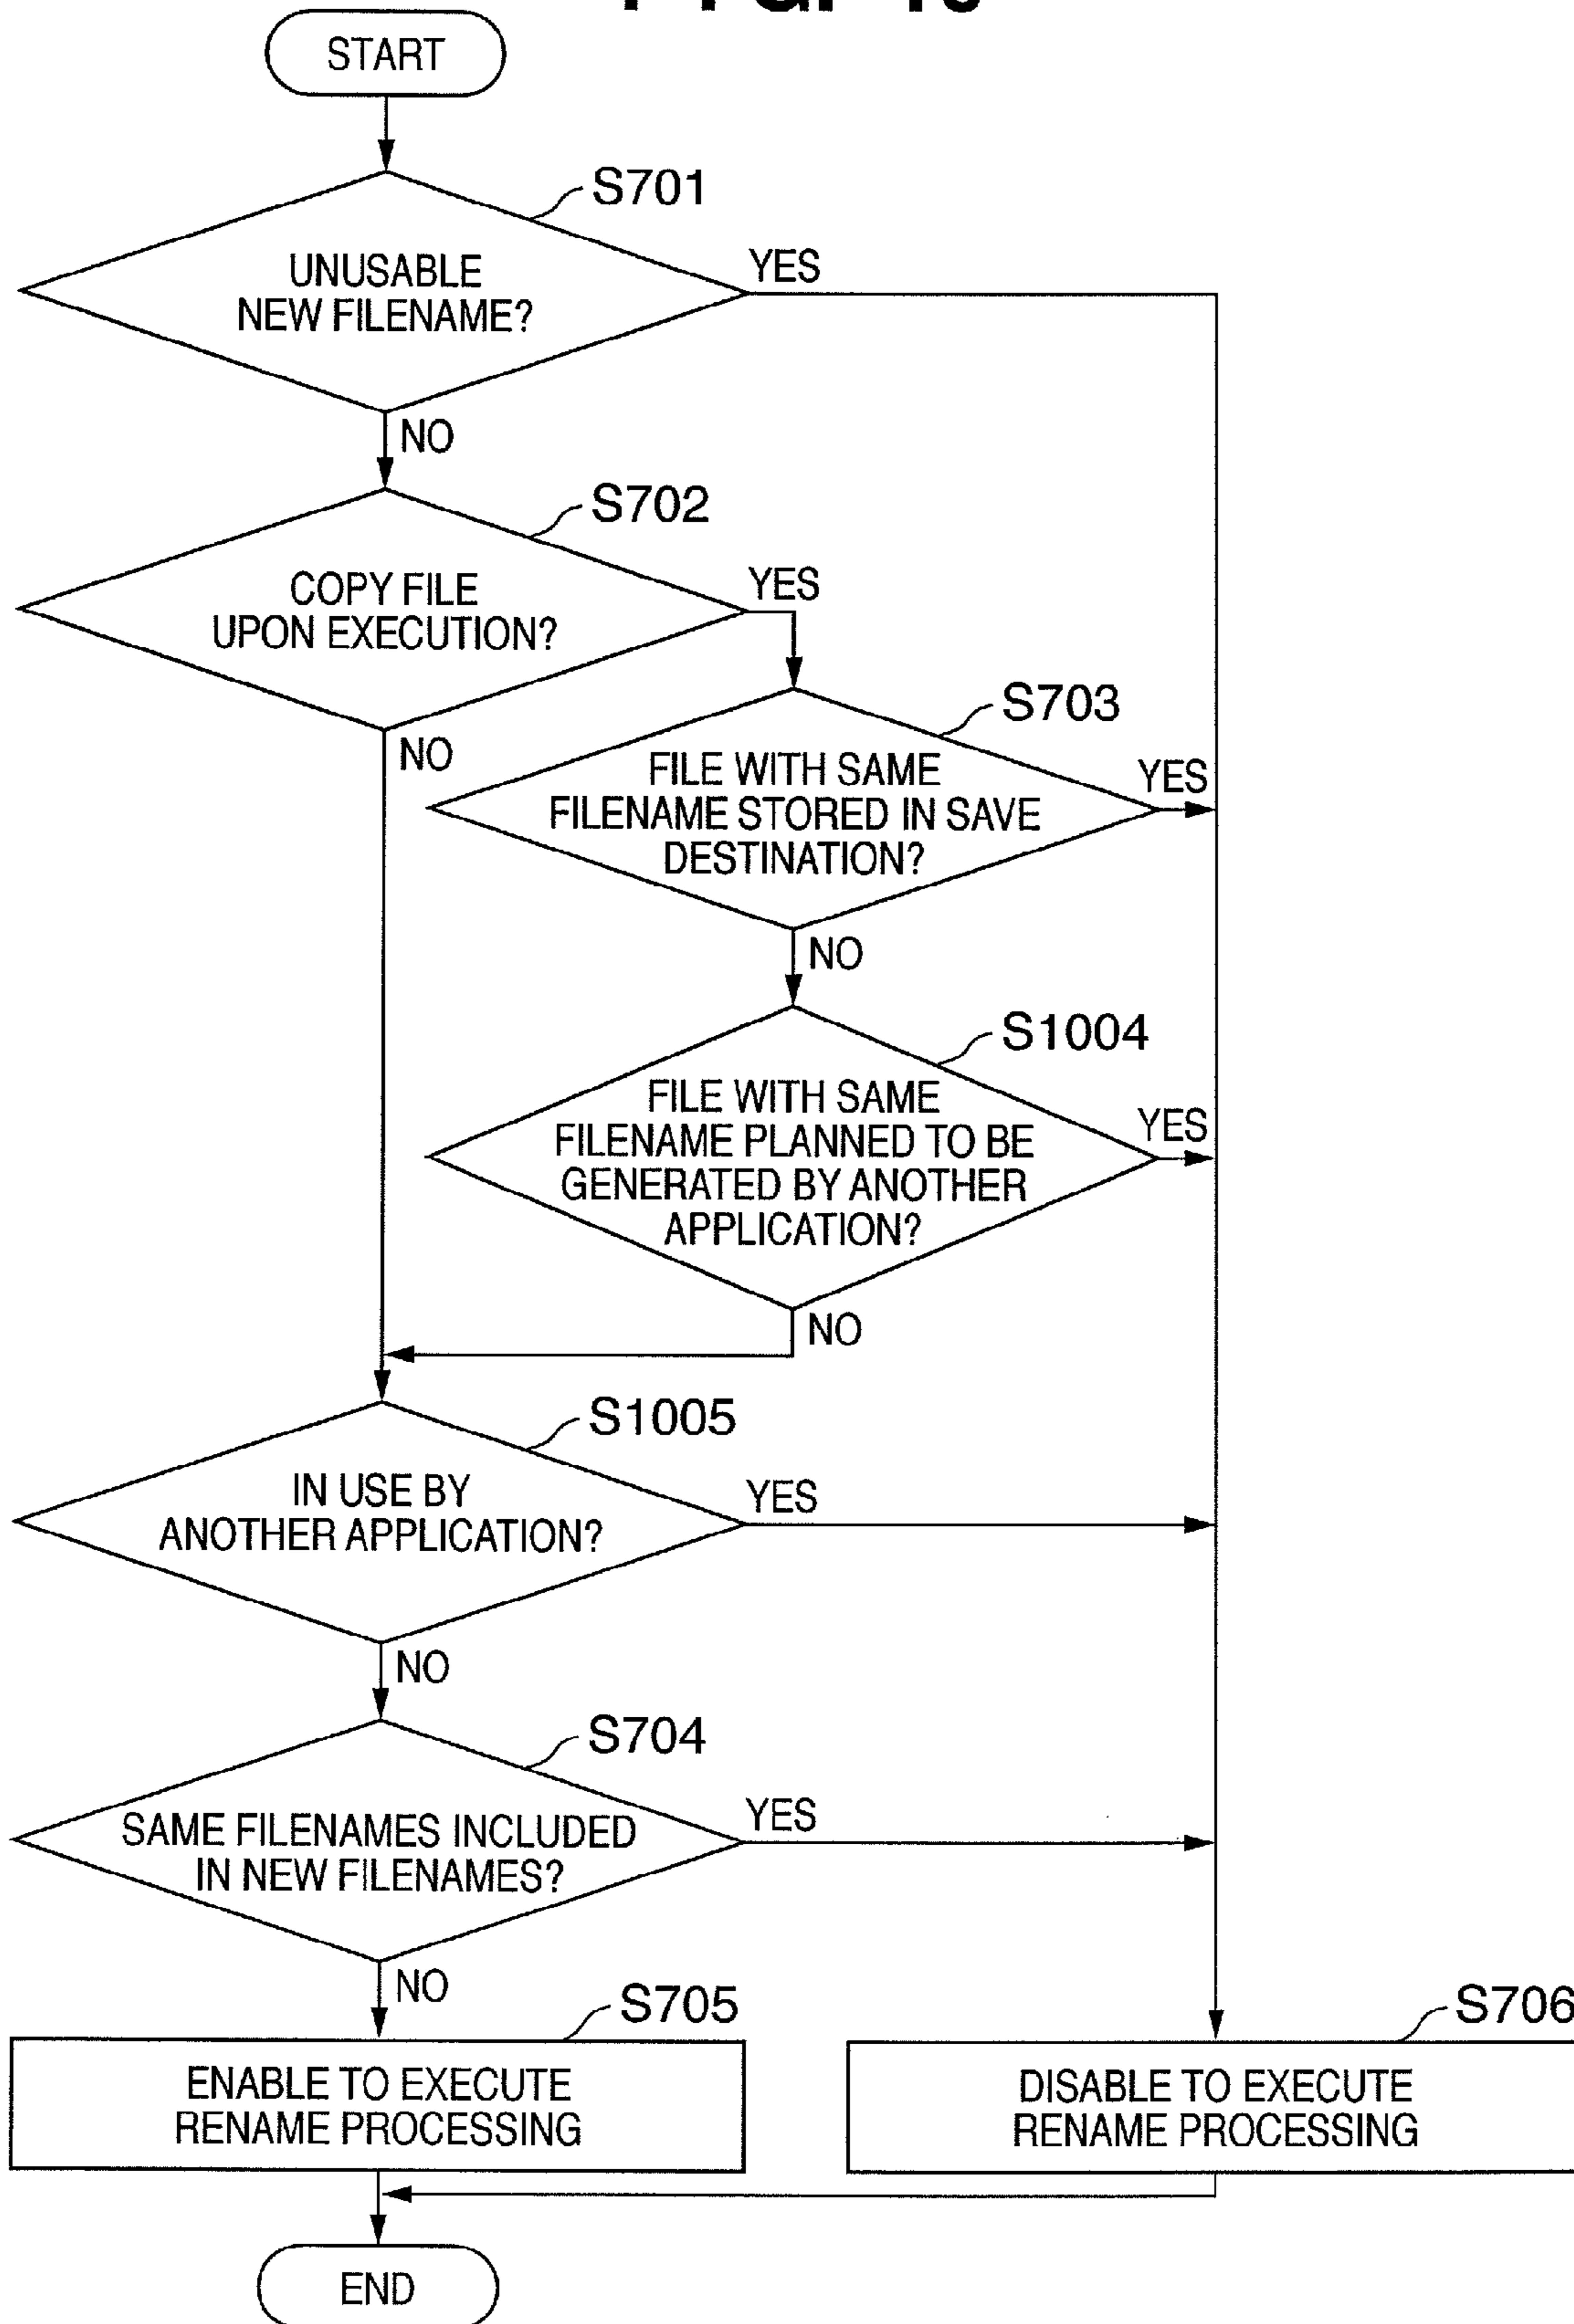 START
S701
UNUSABLE
NEW FILENAME?
YES
NO
S702
COPY FILE
UPON EXECUTION?
YES
NO
S703
FILE WITH SAME
FILENAME STORED IN SAVE
DESTINATION?
YES
NO
S1004
FILE WITH SAME
FILENAME PLANNED TO BE
GENERATED BY ANOTHER
APPLICATION?
YES
NO
S1005
IN USE BY
ANOTHER APPLICATION?
YES
NO
S704
SAME FILENAMES INCLUDED
IN NEW FILENAMES?
YES
NO
S705
ENABLE TO EXECUTE
RENAME PROCESSING
S706
DISABLE TO EXECUTE
RENAME PROCESSING
END